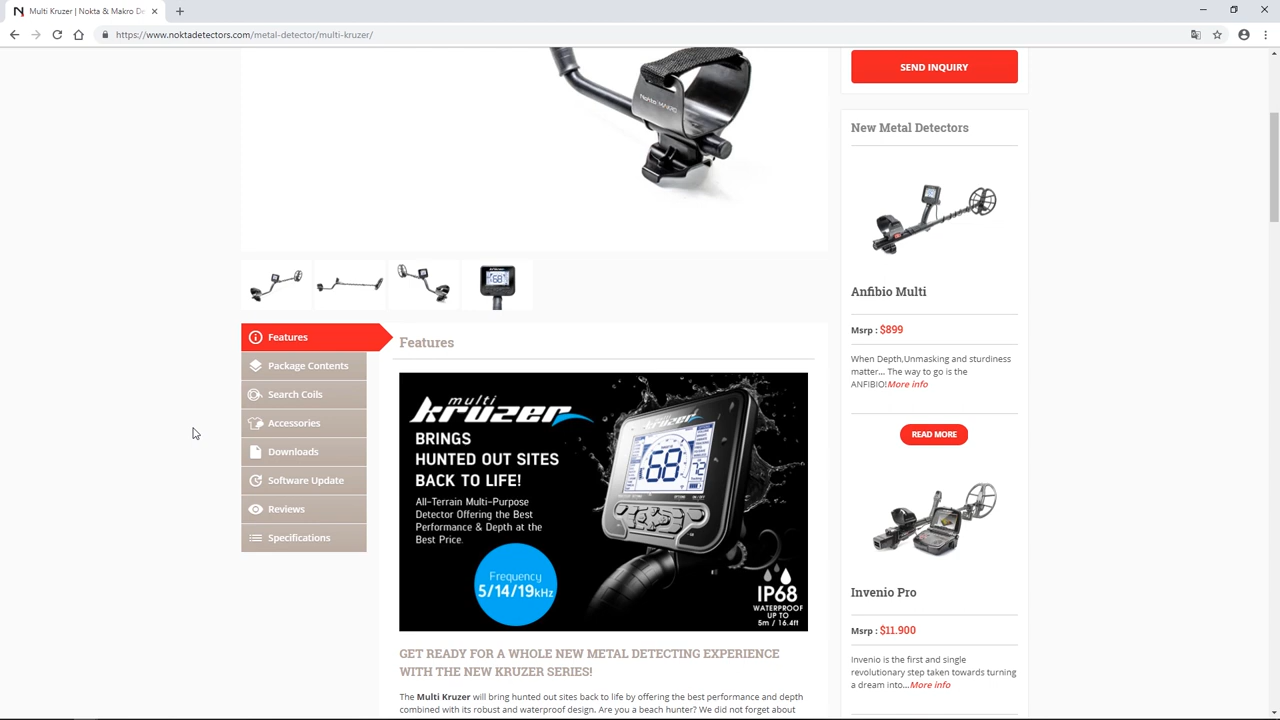 Multi Kruzer | Nokta & Makro De
https://www.noktadetectors.com/metal-detector/multi-kruzer/
Nokta MAKRO
SEND INQUIRY
New Metal Detectors
Anfibio Multi
Msrp : $899
When Depth,Unmasking and sturdiness
matter... The way to go is the
ANFIBIO!More info
READ MORE
Invenio Pro
Msrp : $11.900
Invenio is the first and single
revolutionary step taken towards turning
a dream into...More info
Features
Package Contents
Search Coils
Accessories
Downloads
Software Update
Reviews
Specifications
Features
multi
kruzer
BRINGS
HUNTED OUT SITES
BACK TO LIFE!
All-Terrain Multi-Purpose
Detector Offering the Best
Performance & Depth at the
Best Price.
Frequency
5/14/19kHz
kruzer
68
72
IP68
WATERPROOF
UP TO
5m / 16.4ft
GET READY FOR A WHOLE NEW METAL DETECTING EXPERIENCE
WITH THE NEW KRUZER SERIES!
The Multi Kruzer will bring hunted out sites back to life by offering the best performance and depth
combined with its robust and waterproof design. Are you a beach hunter? We did not forget about